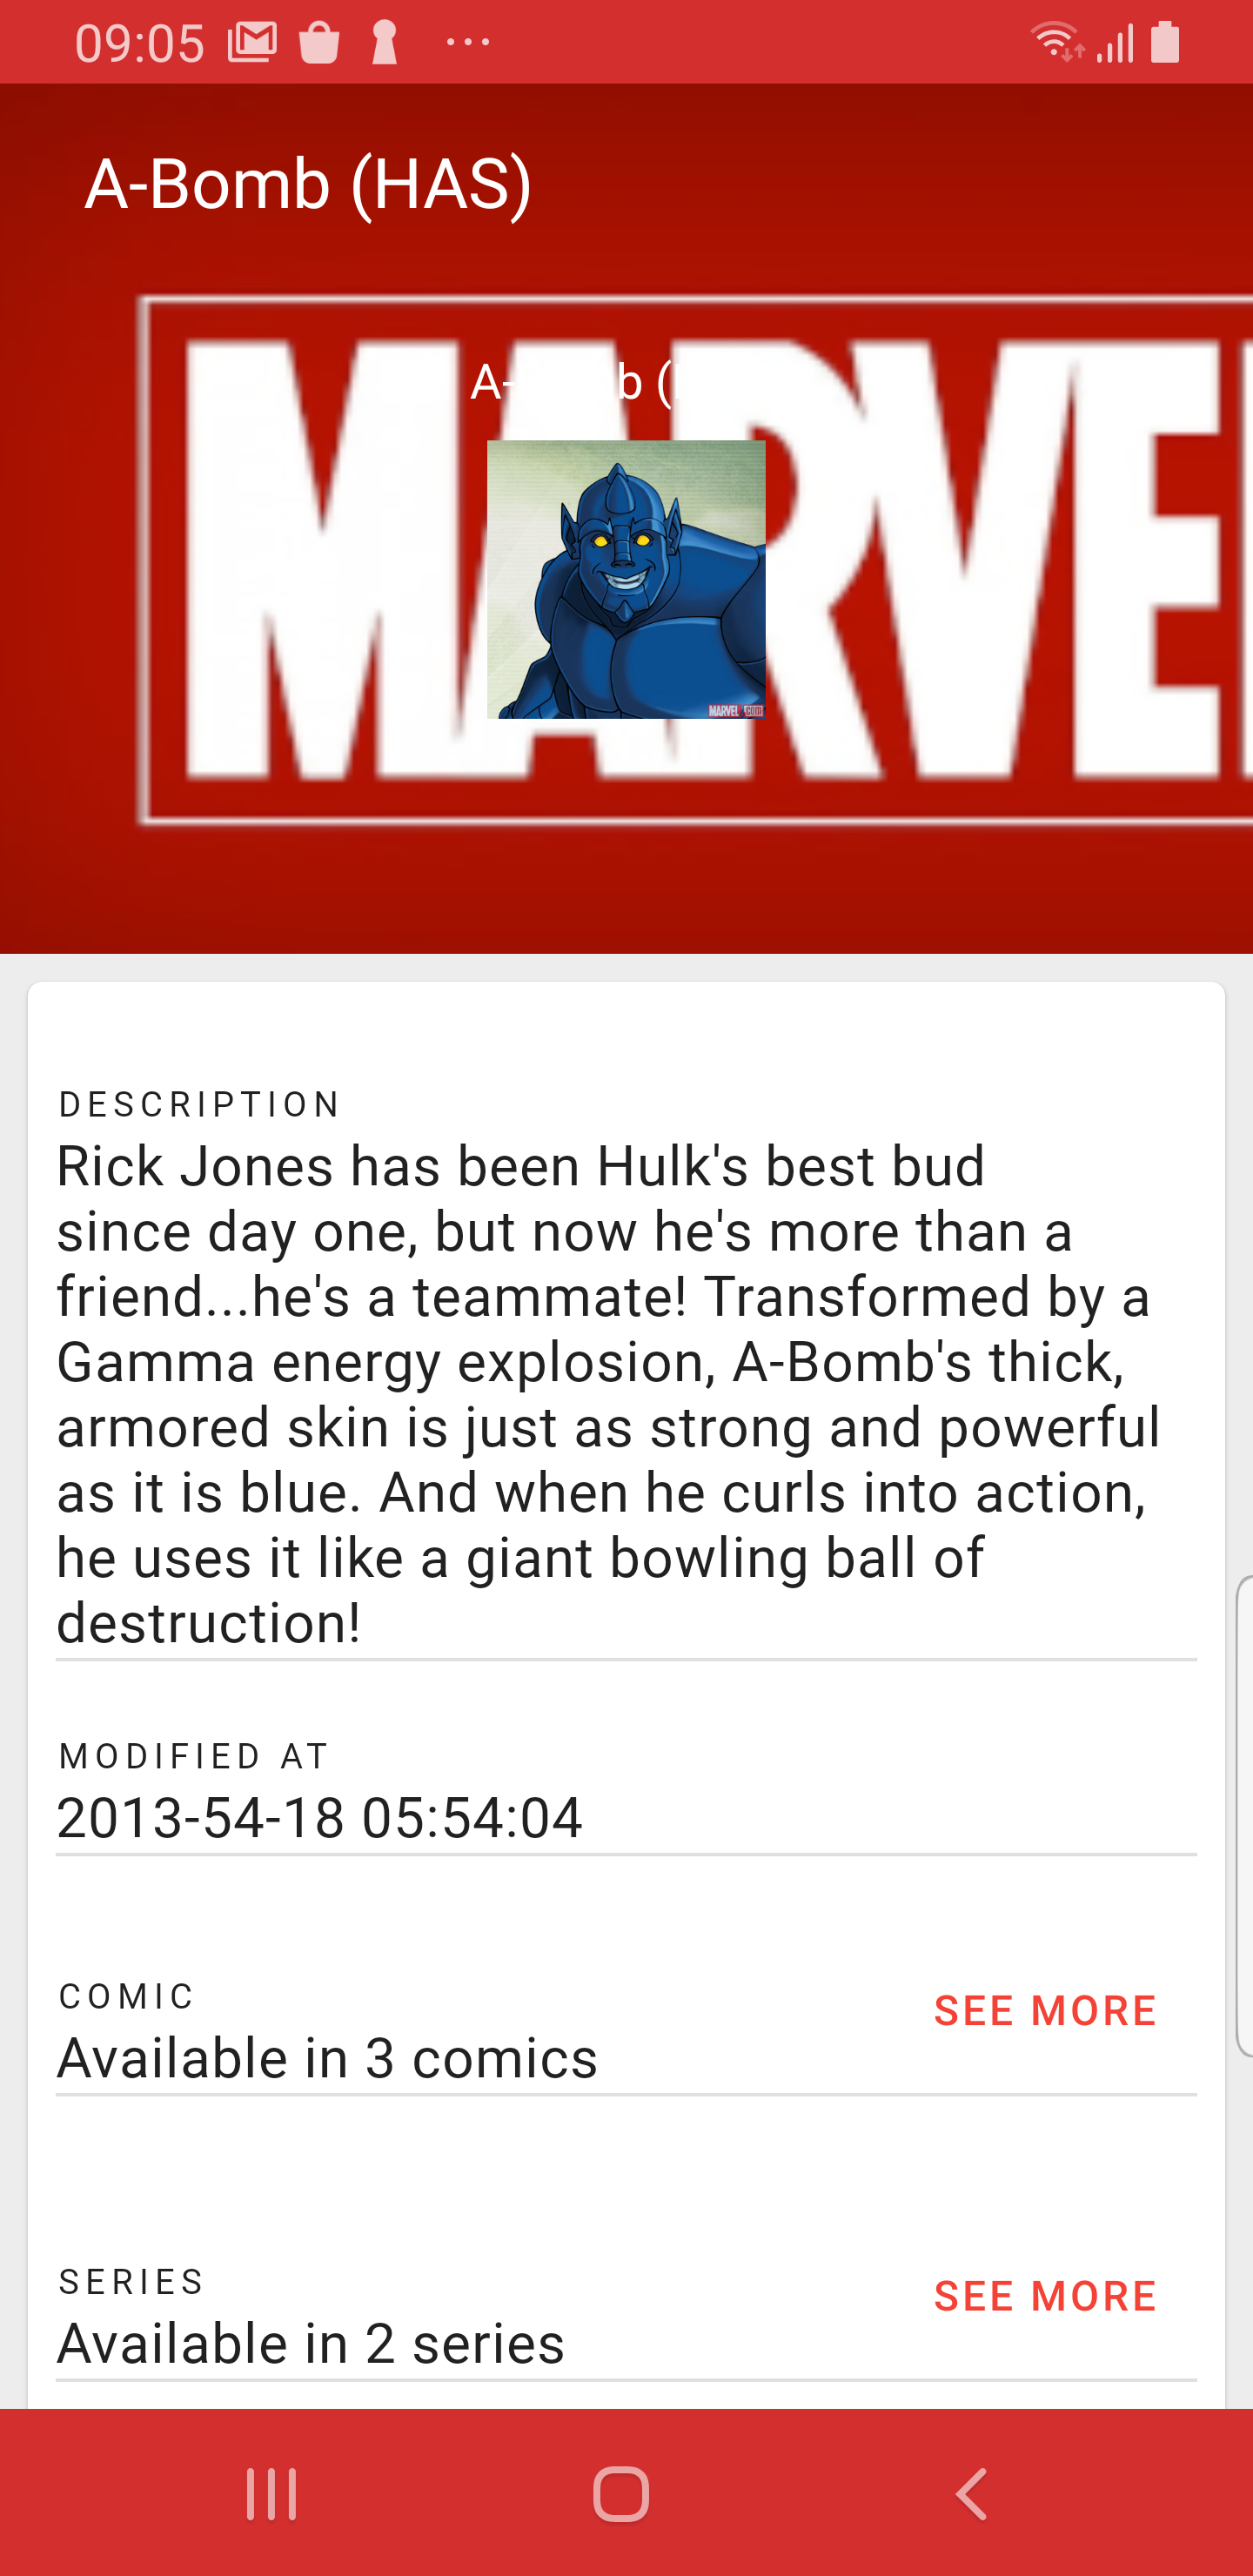 09:05
A-Bomb (HAS)
MARVE
A- b (
MARVEL.COM
DESCRIPTION
Rick Jones has been Hulk's best bud
since day one, but now he's more than a
friend...he's a teammate! Transformed by a
Gamma energy explosion, A-Bomb's thick,
armored skin is just as strong and powerful
as it is blue. And when he curls into action,
he uses it like a giant bowling ball of
destruction!
MODIFIED AT
2013-54-18 05:54:04
COMIC
SEE MORE
Available in 3 comics
SERIES
SEE MORE
Available in 2 series